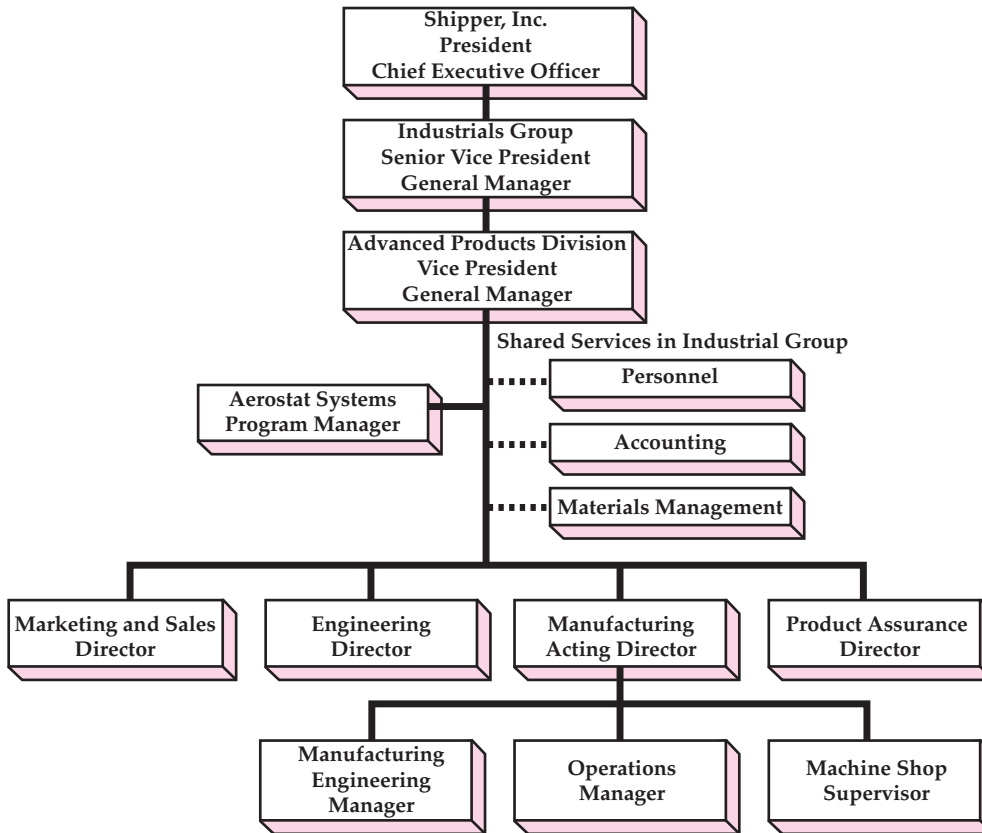 Shipper, Inc.
President
Chief Executive Officer
Industrials Group
Senior Vice President
General Manager
Advanced Products Division
Vice President
General Manager
Shared Services in Industrial Group
Personnel
Aerostat Systems
Program Manager
Accounting
Materials Management
Marketing and Sales
Director
Engineering
Director
Manufacturing
Acting Director
Product Assurance
Director
Manufacturing
Engineering
Manager
Operations
Manager
Machine Shop
Supervisor